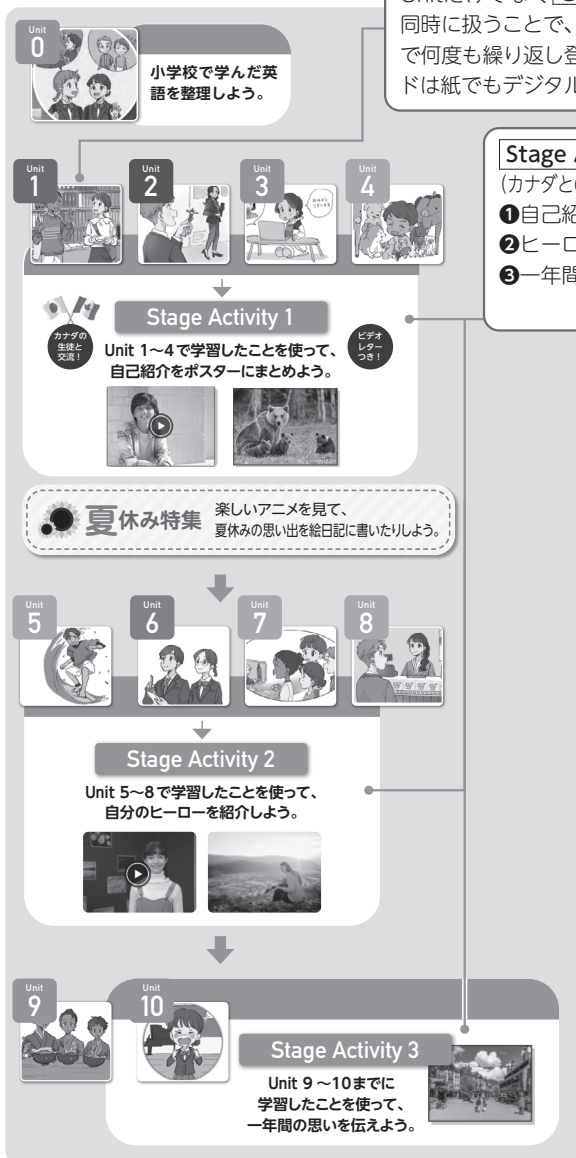 Unitだけでなく
同時に扱うことで、
で何度も繰り返し登
ドは紙でもデジタル
Unit
0
小学校で学んだ英
語を整理しよう。
Stage
(カナダと
❶自己紹
❷ヒーロ
❸一年間
Unit
1
Unit
2
Unit
3
Unit
4
Stage Activity 1
カナダの
生徒と
交流！
ビデオ
レター
つき！
Unit 1～4で学習したことを使って、
自己紹介をポスターにまとめよう。
夏休み特集
楽しいアニメを見て、
夏休みの思い出を絵日記に書いたりしよう。
Unit
5
Unit
6
Unit
7
Unit
8
Stage Activity 2
Unit 5～8で学習したことを使って、
自分のヒーローを紹介しよう。
Unit
9
Unit
10
Stage Activity 3
Unit 9 ～10までに
学習したことを使って、
一年間の思いを伝えよう。